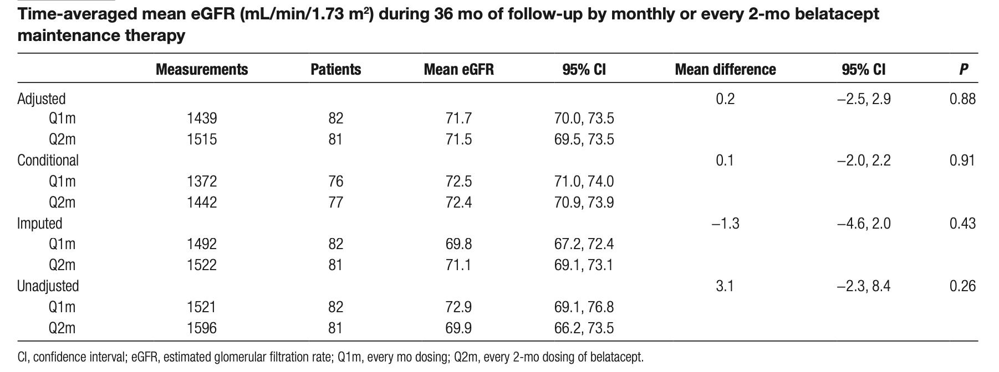 Time-averaged mean eGFR (mL/min/1.73 m²) during 36 mo of follow-up by monthly or every 2-mo belatacept
maintenance therapy
Measurements Patients Mean eGFR 95% CI Mean difference 95% CI P
Adjusted 0.2 –2.5, 2.9 0.88
Q1m 1439 82 71.7 70.0, 73.5
Q2m 1515 81 71.5 69.5, 73.5
Conditional 0.1 –2.0, 2.2 0.91
Q1m 1372 76 72.5 71.0, 74.0
Q2m 1442 77 72.4 70.9, 73.9
Imputed –1.3 –4.6, 2.0 0.43
Q1m 1492 82 69.8 67.2, 72.4
Q2m 1522 81 71.1 69.1, 73.1
Unadjusted 3.1 –2.3, 8.4 0.26
Q1m 1521 82 72.9 69.1, 76.8
Q2m 1596 81 69.9 66.2, 73.5
CI, confidence interval; eGFR, estimated glomerular filtration rate; Q1m, every mo dosing; Q2m, every 2-mo dosing of belatacept.